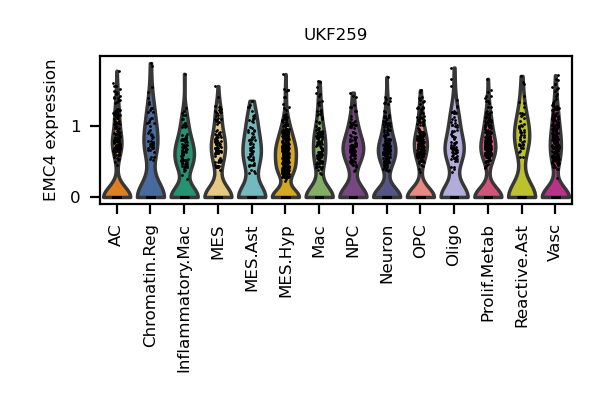 UKF259
EMC4 expression
1
0
AC
Chromatin.Reg
Inflammatory.Mac
MES
MES.Ast
MES.Hyp
Mac
NPC
Neuron
OPC
Oligo
Prolif.Metab
Reactive.Ast
Vasc